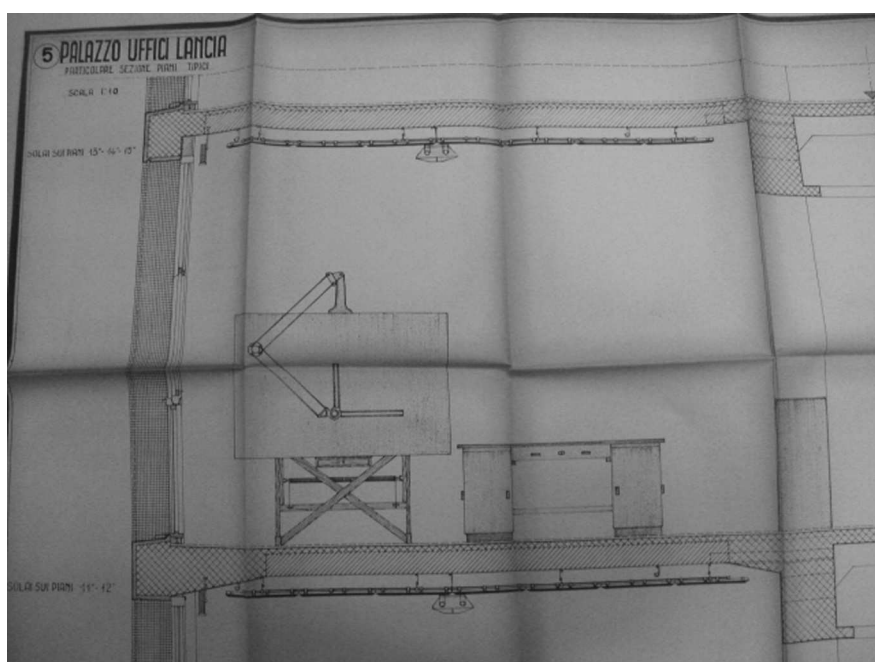 5 PALAZZO UFFICI LANCIA
PARTICOLARE SEZIONE PIANI TIPICI
SCALA 1:10
SOLAI SUI PIANI 13°-14°-15°
SOLAI SUI PIANI 11°-12°